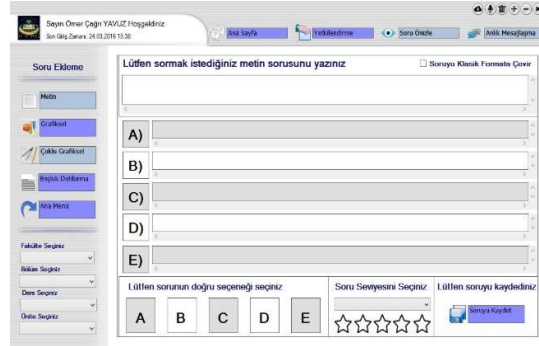 Sayın Ömer Çağrı YAVUZ Hoşgeldiniz
Son Giriş Zamanı: 24.03.2016 15:38
Ana Sayfa
Yetkilendirme
Soru Önizle
Anlık Mesajlaşma
Soru Ekleme
Metin
Grafiksel
Çoklu Grafiksel
Boşluk Doldurma
Ana Menü
Fakülte Seçiniz
Bölüm Seçiniz
Ders Seçiniz
Ünite Seçiniz
Lütfen sormak istediğiniz metin sorusunu yazınız
Soruyu Klasik Formata Çevir
A)
B)
C)
D)
E)
Lütfen sorunun doğru seçeneği seçiniz
A B C D E
Soru Seviyesini Seçiniz
Lütfen soruyu kaydediniz
Soruyu Kaydet